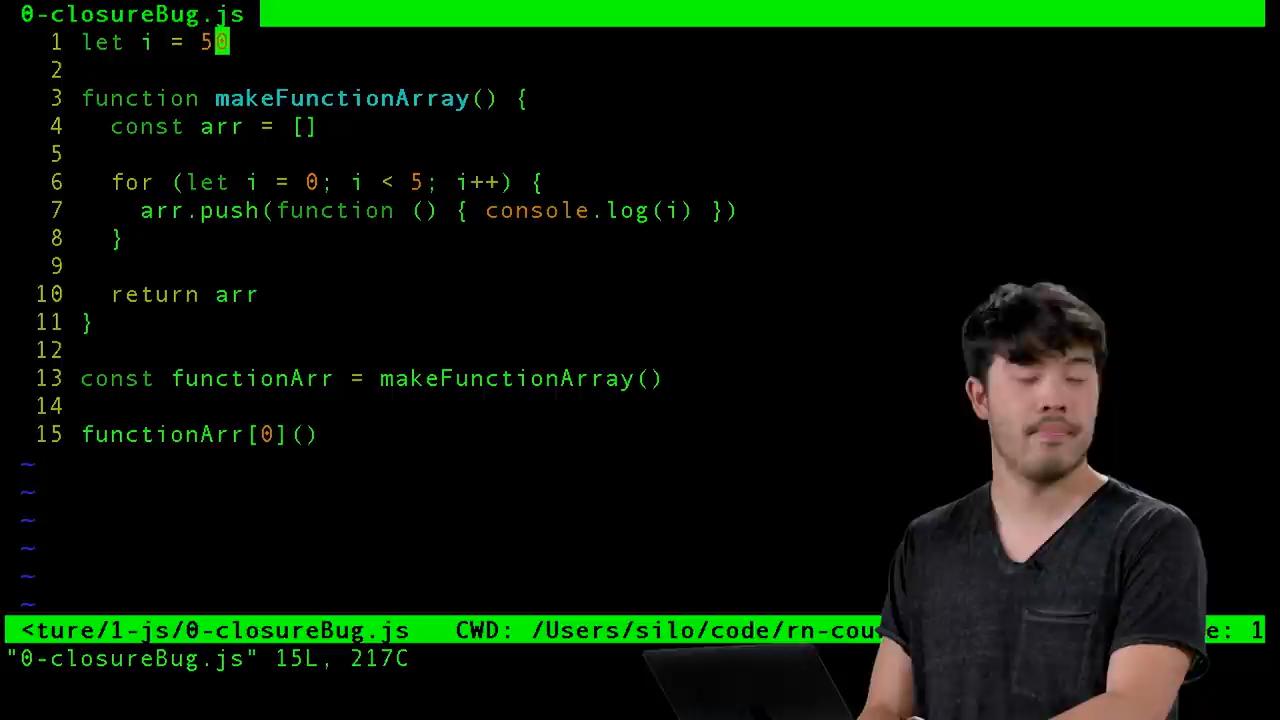 0-closureBug.js
1 let i = 50
2
3 function makeFunctionArray() {
4   const arr = []
5
6   for (let i = 0; i < 5; i++) {
7     arr.push(function () { console.log(i) })
8   }
9
10   return arr
11 }
12
13 const functionArr = makeFunctionArray()
14
15 functionArr[0]()
~
~
~
~
~
~
<ture/1-js/0-closureBug.js   CWD: /Users/silo/code/rn-cou e: 1
"0-closureBug.js" 15L, 217C